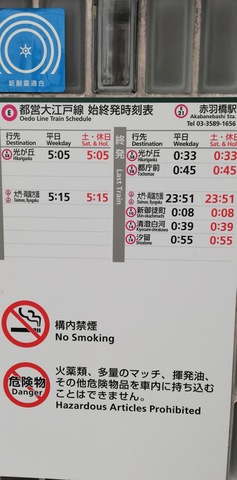 新耐震適合
E 都営大江戸線 始終発時刻表
Oedo Line Train Schedule
E 21 赤羽橋駅
Akabanebashi Sta.
Tel 03-3589-1656
行先 Destination 平日 Weekday 土・休日 Sat. & Hol.
光が丘 Hikarigaoka 5:05 5:05
大門・両国方面 Daimon, Ryogoku 5:15 5:15
終発 Last Train
行先 Destination 平日 Weekday 土・休日 Sat. & Hol.
光が丘 Hikarigaoka 0:33 0:33
都庁前 Tochomae 0:45 0:45
大門・両国方面 Daimon, Ryogoku 23:51 23:51
新御徒町 Shin-okachimachi 0:08 0:08
清澄白河 Kiyosumi-shirakawa 0:39 0:39
汐留 Shiodome 0:55 0:55
構内禁煙
No Smoking
危険物
Danger
火薬類、多量のマッチ、揮発油、
その他危険物品を車内に持ち込む
ことはできません。
Hazardous Articles Prohibited